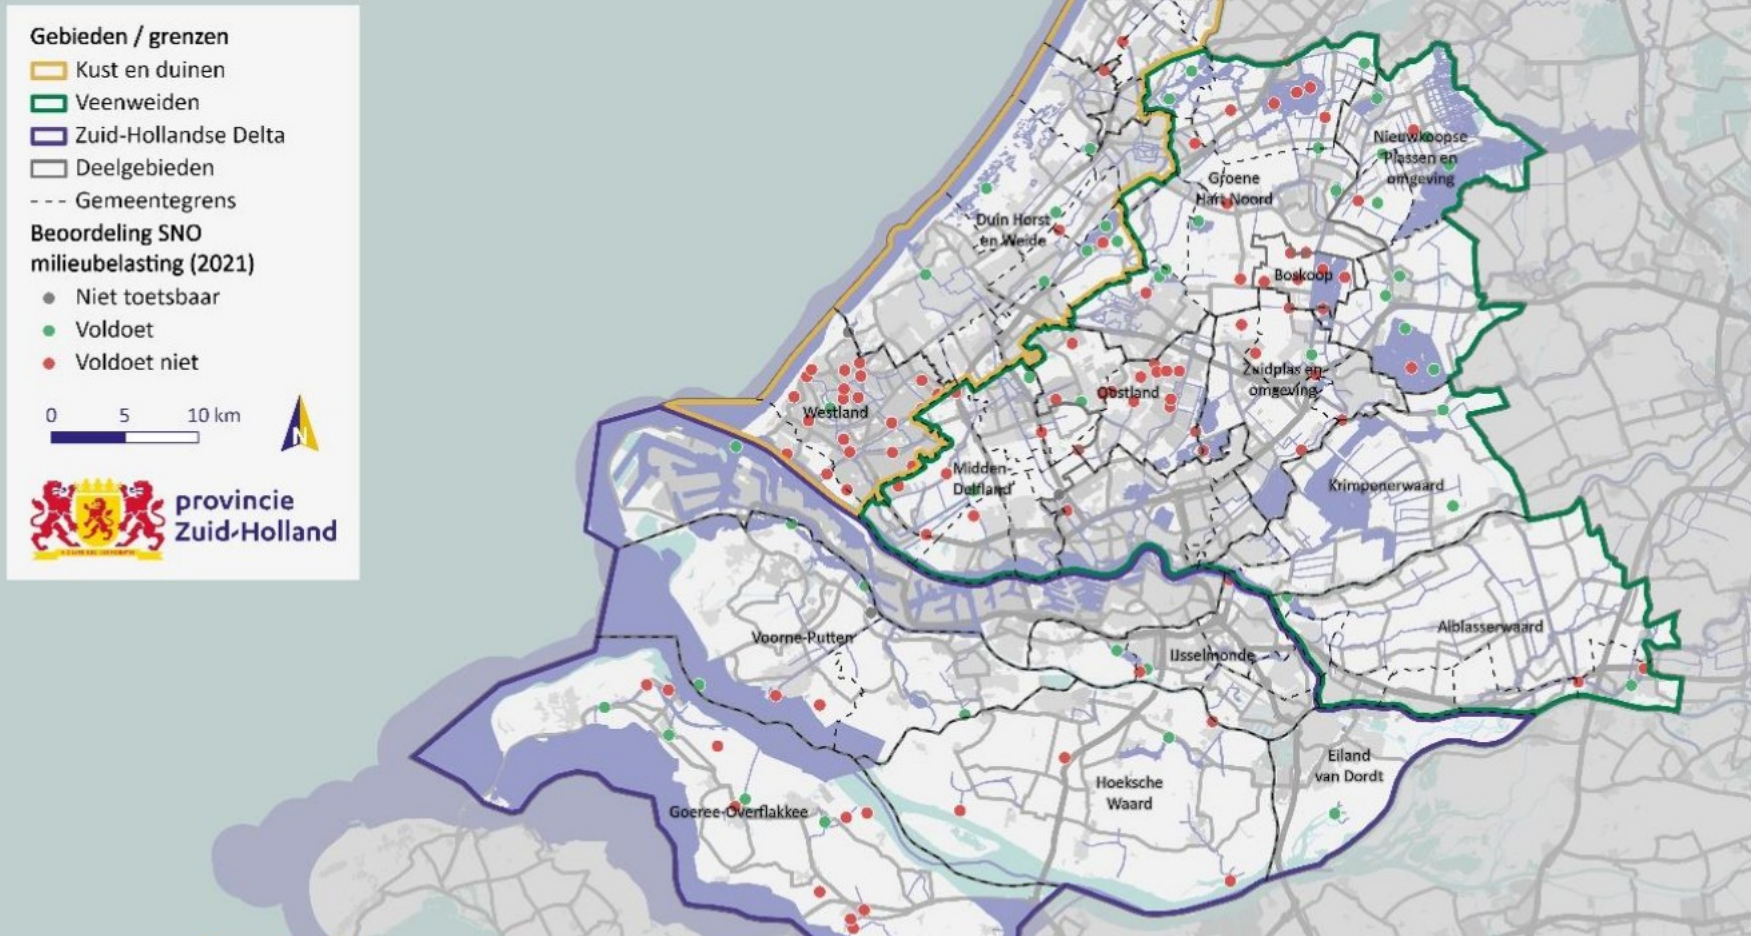 Gebieden / grenzen
Kust en duinen
Veenweiden
Zuid-Hollandse Delta
Deelgebieden
Gemeentegrens
Beoordeling SNO
milieubelasting (2021)
Niet toetsbaar
Voldoet
Voldoet niet
0 5 10 km
N
provincie
Zuid-Holland
Nieuwkoopse
Plassen en
omgeving
Groene
Hart Noord
Duin Horst
en Weide
Boskoop
Zuidplas en
omgeving
Oostland
Westland
Midden-
Delfland
Krimpenerwaard
Alblasserwaard
Voorne-Putten
IJsselmonde
Eiland
van Dordt
Hoeksche
Waard
Goeree-Overflakkee